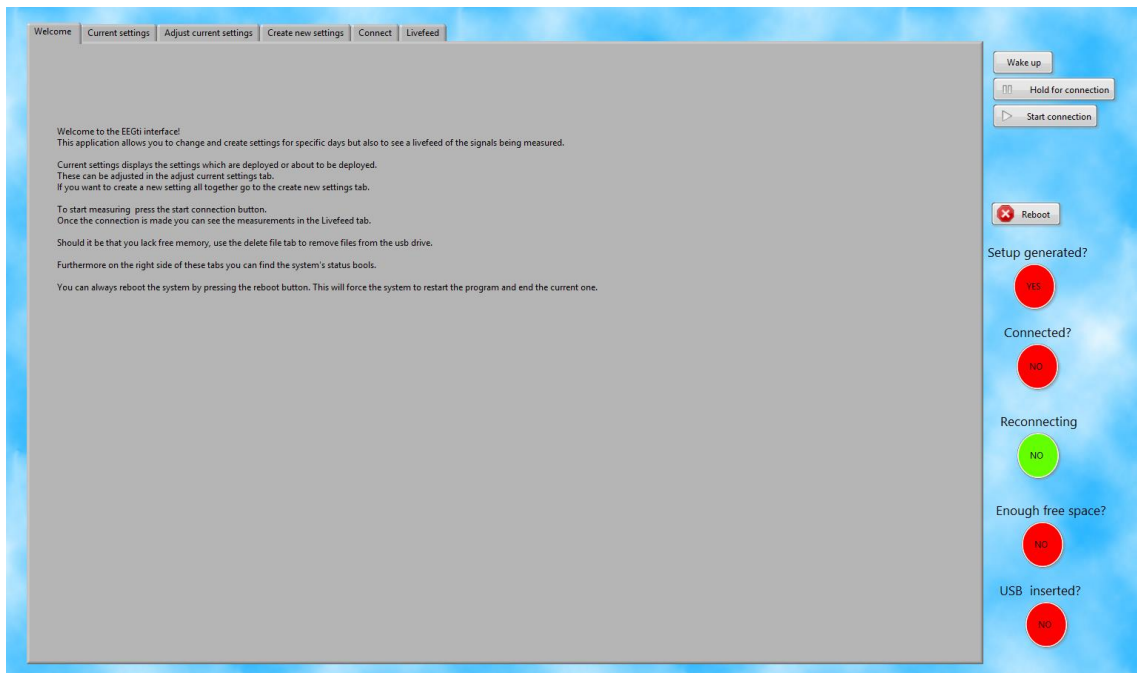 Welcome Current settings Adjust current settings Create new settings Connect Livefeed
Wake up
Hold for connection
Start connection
Welcome to the EEGti interface!
This application allows you to change and create settings for specific days but also to see a livefeed of the signals being measured.
Current settings displays the settings which are deployed or about to be deployed.
These can be adjusted in the adjust current settings tab.
If you want to create a new setting all together go to the create new settings tab.
To start measuring press the start connection button.
Once the connection is made you can see the measurements in the Livefeed tab.
Should it be that you lack free memory, use the delete file tab to remove files from the usb drive.
Furthermore on the right side of these tabs you can find the system's status bools.
You can always reboot the system by pressing the reboot button. This will force the system to restart the program and end the current one.
Reboot
Setup generated?
YES
Connected?
NO
Reconnecting
NO
Enough free space?
NO
USB inserted?
NO